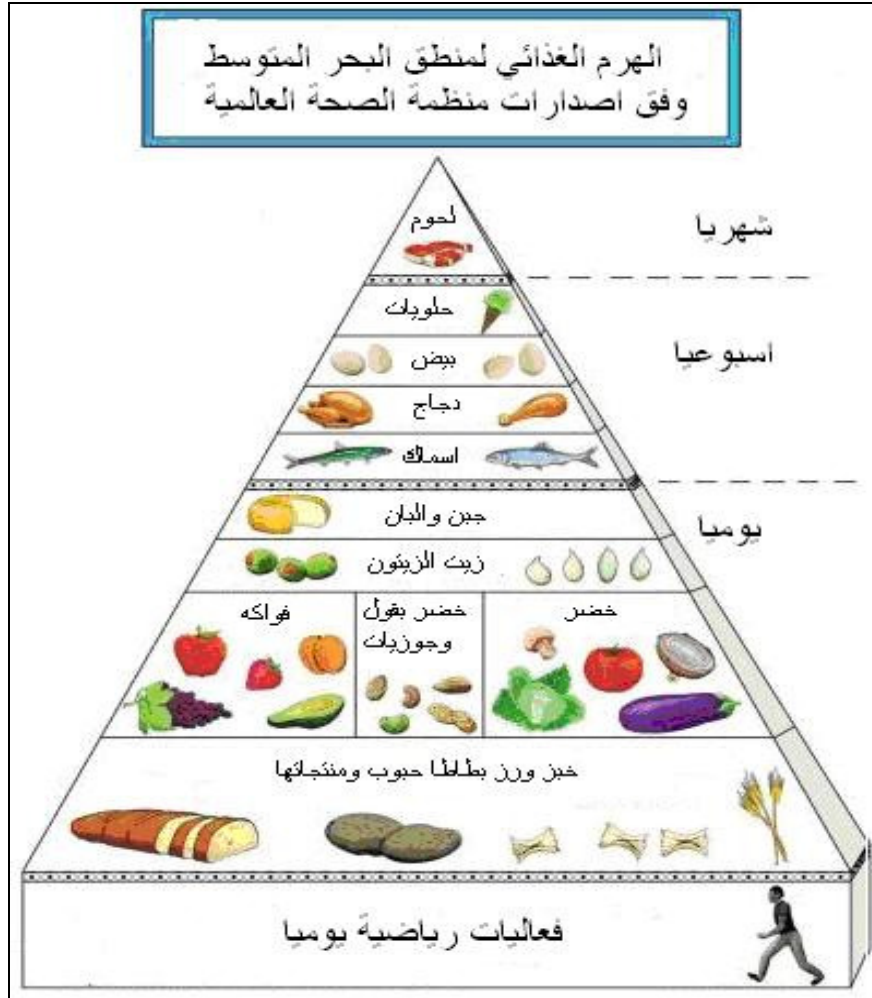 الهرم الغذائي لمنطق البحر المتوسط
وفق اصدارات منظمة الصحة العالمية
شهريا
لحوم
اسبوعيا
حلويات
بيض
دجاج
اسماك
يوميا
جبن والبان
زيت الزيتون
خضر
خضر بقول
وجوزيات
فواكه
خبز ورز بطاطا حبوب ومنتجاتها
فعاليات رياضية يوميا